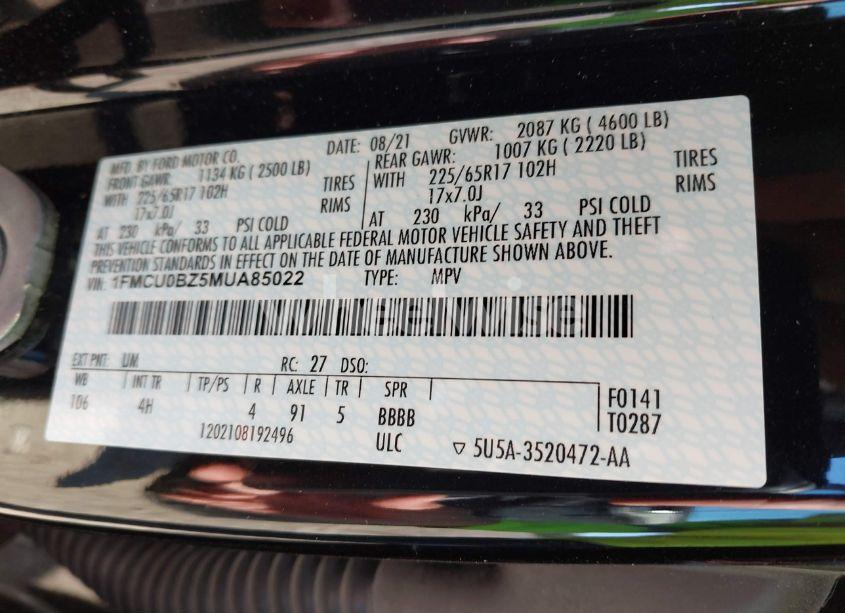 MFD. BY FORD MOTOR CO. DATE: 08/21 GVWR: 2087 KG ( 4600 LB)
FRONT GAWR: 1134 KG ( 2500 LB) REAR GAWR: 1007 KG ( 2220 LB)
WITH 225/65R17 102H TIRES WITH 225/65R17 102H TIRES
17x7.0J RIMS 17x7.0J RIMS
AT 230 kPa/ 33 PSI COLD AT 230 kPa/ 33 PSI COLD
THIS VEHICLE CONFORMS TO ALL APPLICABLE FEDERAL MOTOR VEHICLE SAFETY AND THEFT
PREVENTION STANDARDS IN EFFECT ON THE DATE OF MANUFACTURE SHOWN ABOVE.
VIN: 1FMCU0BZ5MUA85022 TYPE: MPV
EXT PNT: UM RC: 27 DSO:
WB INT TR TP/PS R AXLE TR SPR
106 4H 4 91 5 BBBB F0141
1202108192496 ULC T0287
5U5A-3520472-AA